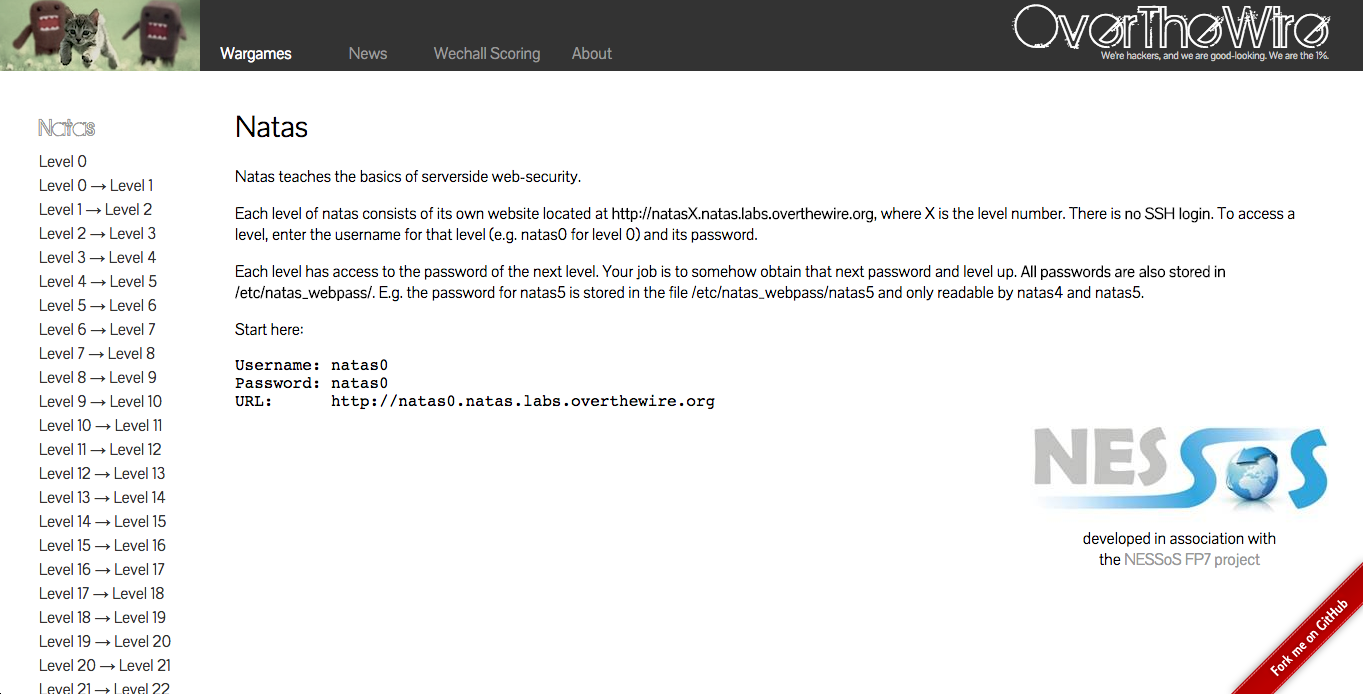 OverTheWire
We're hackers, and we are good-looking. We are the 1%.
Wargames News Wechall Scoring About
Natas
Level 0
Level 0 → Level 1
Level 1 → Level 2
Level 2 → Level 3
Level 3 → Level 4
Level 4 → Level 5
Level 5 → Level 6
Level 6 → Level 7
Level 7 → Level 8
Level 8 → Level 9
Level 9 → Level 10
Level 10 → Level 11
Level 11 → Level 12
Level 12 → Level 13
Level 13 → Level 14
Level 14 → Level 15
Level 15 → Level 16
Level 16 → Level 17
Level 17 → Level 18
Level 18 → Level 19
Level 19 → Level 20
Level 20 → Level 21
Level 21 → Level 22
Natas
Natas teaches the basics of serverside web-security.
Each level of natas consists of its own website located at http://natasX.natas.labs.overthewire.org, where X is the level number. There is no SSH login. To access a
level, enter the username for that level (e.g. natas0 for level 0) and its password.
Each level has access to the password of the next level. Your job is to somehow obtain that next password and level up. All passwords are also stored in
/etc/natas_webpass/. E.g. the password for natas5 is stored in the file /etc/natas_webpass/natas5 and only readable by natas4 and natas5.
Start here:
Username: natas0
Password: natas0
URL: http://natas0.natas.labs.overthewire.org
NESSOS
developed in association with
the NESSoS FP7 project
Fork me on GitHub